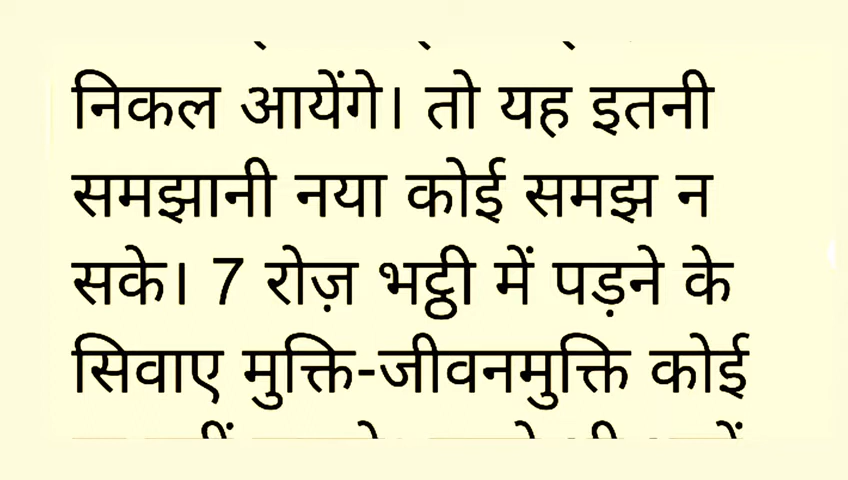 निकल आयेंगे। तो यह इतनी
समझानी नया कोई समझ न
सके। 7 रोज़ भट्ठी में पड़ने के
सिवाए मुक्ति-जीवनमुक्ति कोई